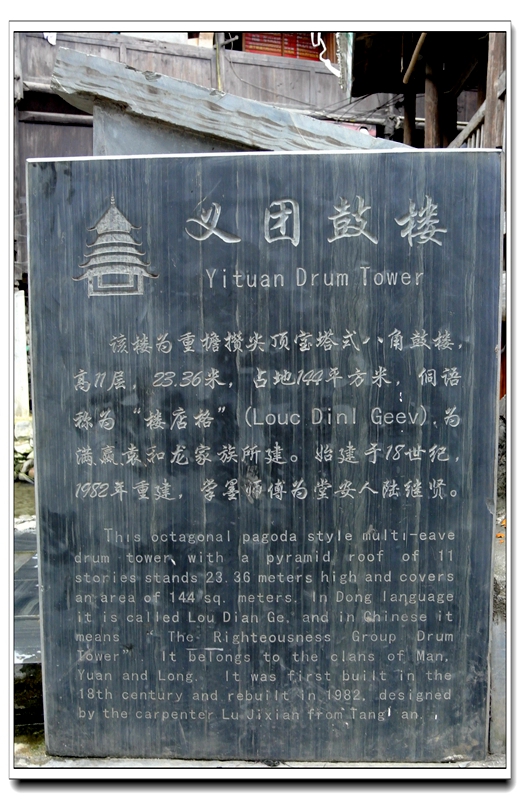 义团鼓楼
Yituan Drum Tower
该楼为重檐攒尖顶宝塔式八角鼓楼，
高11层，23.36米，占地144平方米，侗语
称为“楼店格”(Louc Dinl Geev)，为
满、嬴、袁和龙家族所建。始建于18世纪，
1982年重建，掌墨师傅为堂安人陆继贤。
This octagonal pagoda style multi-eave
drum tower with a pyramid roof of 11
stories stands 23.36 meters high and covers
an area of 144 sq. meters. In Dong language
it is called Lou Dian Ge, and in Chinese it
means “The Righteousness Group Drum
Tower” It belongs to the clans of Man,
Yuan and Long. It was first built in the
18th century and rebuilt in 1982, designed
by the carpenter Lu Jixian from Tang' an.